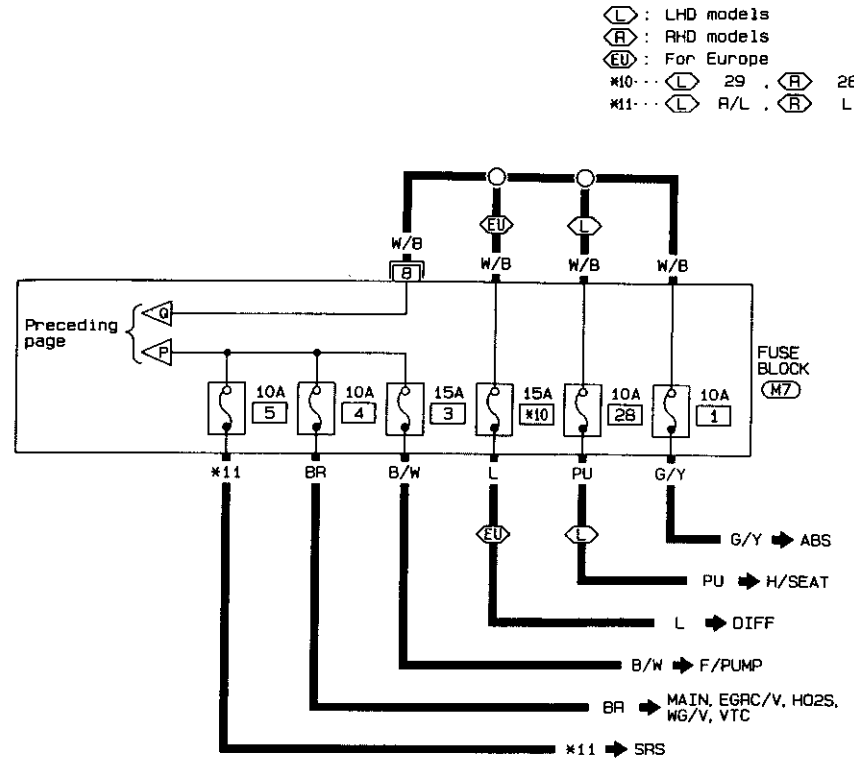 L : LHD models
R : RHD models
EU : For Europe
*10··· L 29 , R 28
*11··· L R/L , R L
EU L
W/B
W/B W/B W/B
8
Q
Preceding page
P
FUSE BLOCK
M7
10A 10A 15A 15A 10A 10A
5 4 3 *10 28 1
*11 BR B/W L PU G/Y
EU L
G/Y ABS
PU H/SEAT
L DIFF
B/W F/PUMP
BR MAIN, EGRC/V, HO2S,
WG/V, VTC
*11 SRS